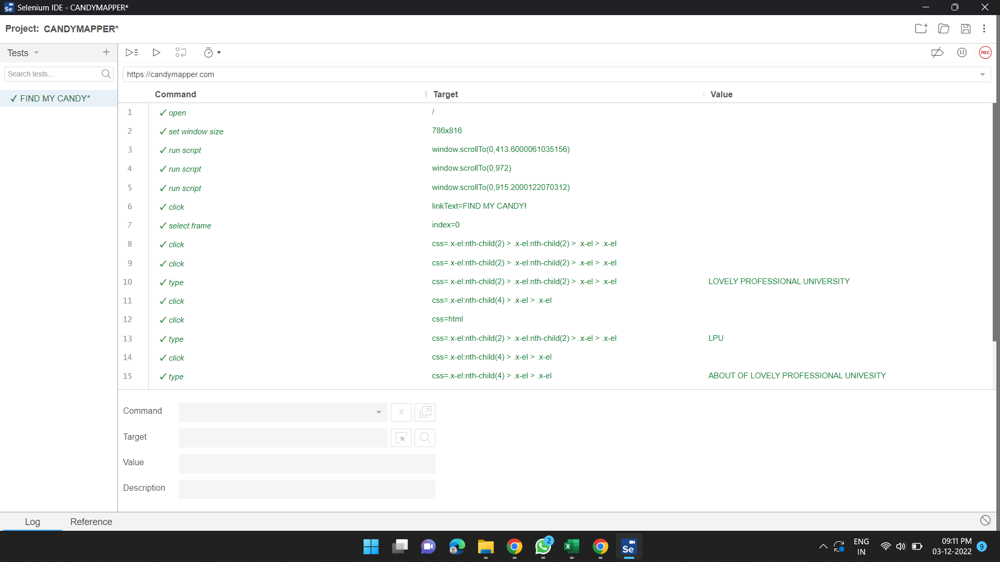 Selenium IDE - CANDYMAPPER*
Project: CANDYMAPPER*
Tests
Search tests...
✓ FIND MY CANDY*
REC
https://candymapper.com
Command Target Value
1 ✓ open /
2 ✓ set window size 786x816
3 ✓ run script window.scrollTo(0,413.6000061035156)
4 ✓ run script window.scrollTo(0,972)
5 ✓ run script window.scrollTo(0,915.2000122070312)
6 ✓ click linkText=FIND MY CANDY!
7 ✓ select frame index=0
8 ✓ click css=.x-el:nth-child(2) > .x-el:nth-child(2) > .x-el > .x-el
9 ✓ click css=.x-el:nth-child(2) > .x-el:nth-child(2) > .x-el > .x-el
10 ✓ type css=.x-el:nth-child(2) > .x-el:nth-child(2) > .x-el > .x-el LOVELY PROFESSIONAL UNIVERSITY
11 ✓ click css=.x-el:nth-child(4) > .x-el > .x-el
12 ✓ click css=html
13 ✓ type css=.x-el:nth-child(2) > .x-el:nth-child(2) > .x-el > .x-el LPU
14 ✓ click css=.x-el:nth-child(4) > .x-el > .x-el
15 ✓ type css=.x-el:nth-child(4) > .x-el > .x-el ABOUT OF LOVELY PROFESSIONAL UNIVESITY
Command //
Target
Value
Description
Log Reference
2
Se
ENG
IN
09:11 PM
03-12-2022
9